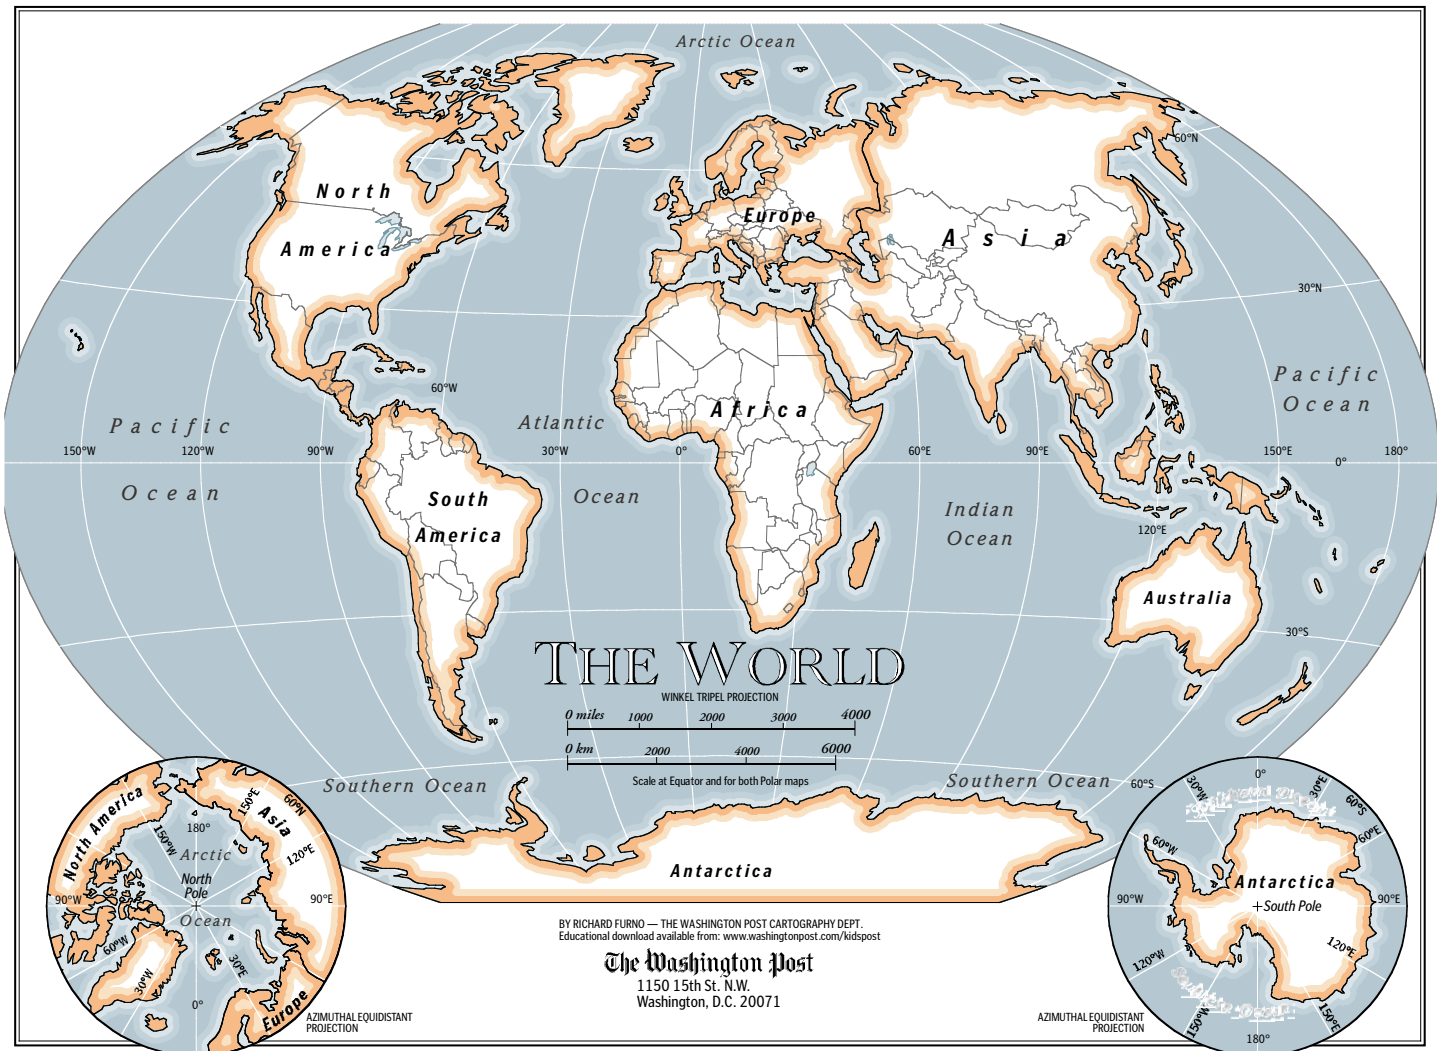 Arctic Ocean
60°N
North
America
Europe
Asia
30°N
60°W
Pacific
Ocean
Atlantic
Ocean
Africa
Pacific
Ocean
150°W
120°W
90°W
30°W
0°
60°E
90°E
150°E
0°
180°
South
America
Indian
Ocean
120°E
Australia
30°S
THE WORLD
WINKEL TRIPEL PROJECTION
0 miles 1000 2000 3000 4000
0 km 2000 4000 6000
Scale at Equator and for both Polar maps
Southern Ocean
Southern Ocean
60°S
Antarctica
North America
Asia
150°E
60°N
180°
150°W
Arctic
120°E
North
Pole
90°W
90°E
Ocean
60°W
30°W
30°E
0°
Europe
AZIMUTHAL EQUIDISTANT
PROJECTION
BY RICHARD FURNO — THE WASHINGTON POST CARTOGRAPHY DEPT.
Educational download available from: www.washingtonpost.com/kidspost
The Washington Post
1150 15th St. N.W.
Washington, D.C. 20071
0°
30°W
30°E
60°S
60°W
60°E
Antarctica
90°W
South Pole
90°E
120°W
120°E
150°W
150°E
180°
AZIMUTHAL EQUIDISTANT
PROJECTION